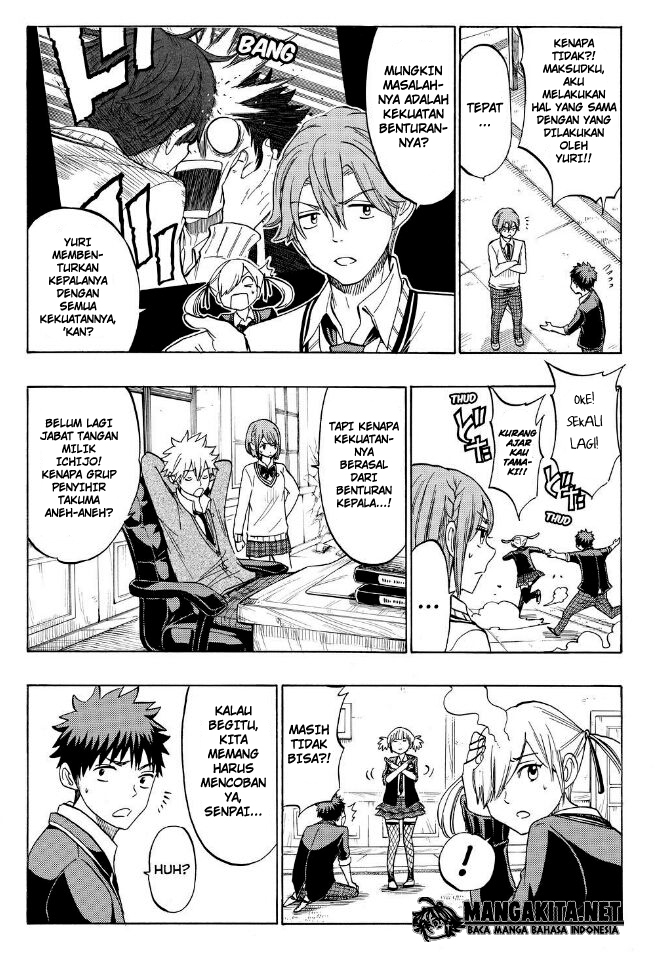 KENAPA
TIDAK?!
MAKSUDKU,
AKU
MELAKUKAN
HAL YANG SAMA
DENGAN YANG
DILAKUKAN
OLEH
YURI!!
TEPAT
...
BANG
ビ
MUNGKIN
MASALAH-
NYA ADALAH
KEKUATAN
BENTURAN-
NYA?
YURI
MEMBEN-
TURKAN
KEPALANYA
DENGAN
SEMUA
KEKUATANNYA,
'KAN?
OKE!
SEKALI
LAGI!
THUD
KURANG
AJAR
KAU
TAMA-
KI!!
THUD
...
TAPI KENAPA
KEKUATAN-
NYA
BERASAL
DARI
BENTURAN
KEPALA...!
BELUM LAGI
JABAT TANGAN
MILIK
ICHIJO!
KENAPA GRUP
PENYIHIR
TAKUMA
ANEH-ANEH?
!
MASIH
TIDAK
BISA?!
KALAU
BEGITU,
KITA
MEMANG
HARUS
MENCOBAN
YA,
SENPAI...
HUH?
MANGAKITA.NET
BACA MANGA BAHASA INDONESIA